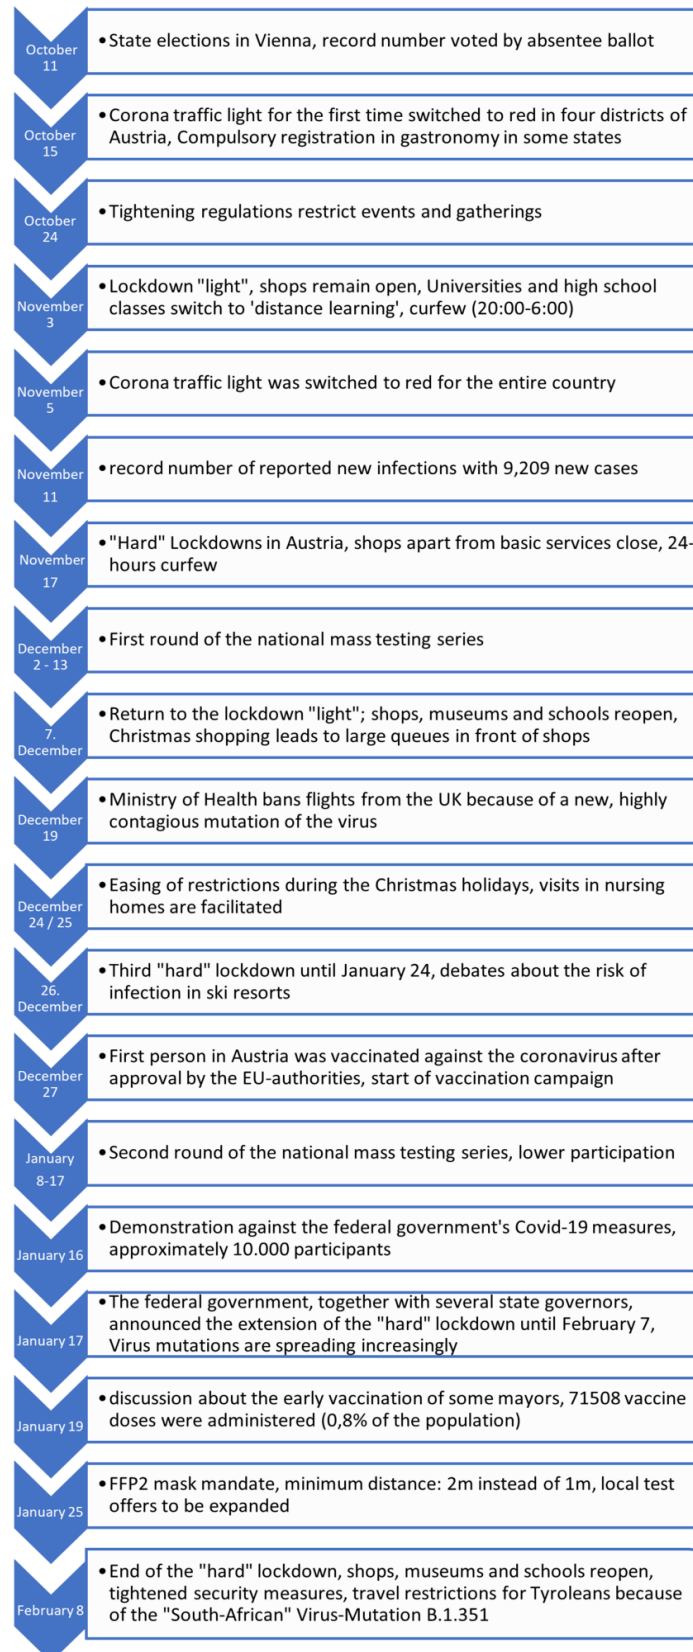 October
11
•State elections in Vienna, record number voted by absentee ballot
October
15
•Corona traffic light for the first time switched to red in four districts of
Austria, Compulsory registration in gastronomy in some states
October
24
•Tightening regulations restrict events and gatherings
November
3
•Lockdown "light", shops remain open, Universities and high school
classes switch to 'distance learning', curfew (20:00-6:00)
November
5
•Corona traffic light was switched to red for the entire country
November
11
•record number of reported new infections with 9,209 new cases
November
17
•"Hard" Lockdowns in Austria, shops apart from basic services close, 24-
hours curfew
December
2 - 13
•First round of the national mass testing series
7.
December
•Return to the lockdown "light"; shops, museums and schools reopen,
Christmas shopping leads to large queues in front of shops
December
19
•Ministry of Health bans flights from the UK because of a new, highly
contagious mutation of the virus
December
24 / 25
•Easing of restrictions during the Christmas holidays, visits in nursing
homes are facilitated
26.
December
•Third "hard" lockdown until January 24, debates about the risk of
infection in ski resorts
December
27
•First person in Austria was vaccinated against the coronavirus after
approval by the EU-authorities, start of vaccination campaign
January
8-17
•Second round of the national mass testing series, lower participation
January 16
•Demonstration against the federal government's Covid-19 measures,
approximately 10.000 participants
January 17
•The federal government, together with several state governors,
announced the extension of the "hard" lockdown until February 7,
Virus mutations are spreading increasingly
January 19
•discussion about the early vaccination of some mayors, 71508 vaccine
doses were administered (0,8% of the population)
January 25
•FFP2 mask mandate, minimum distance: 2m instead of 1m, local test
offers to be expanded
February 8
•End of the "hard" lockdown, shops, museums and schools reopen,
tightened security measures, travel restrictions for Tyroleans because
of the "South-African" Virus-Mutation B.1.351